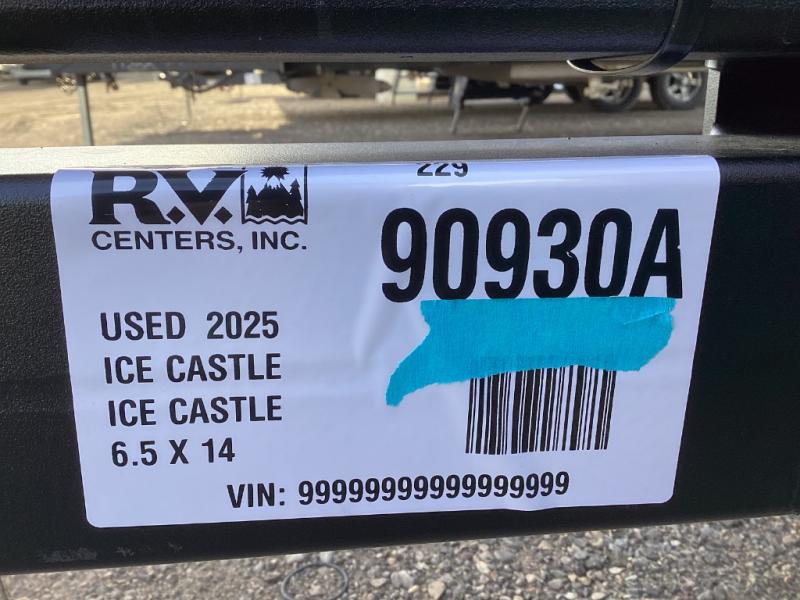 229
R.V.
CENTERS, INC.
90930A
USED 2025
ICE CASTLE
ICE CASTLE
6.5 X 14
VIN: 99999999999999999